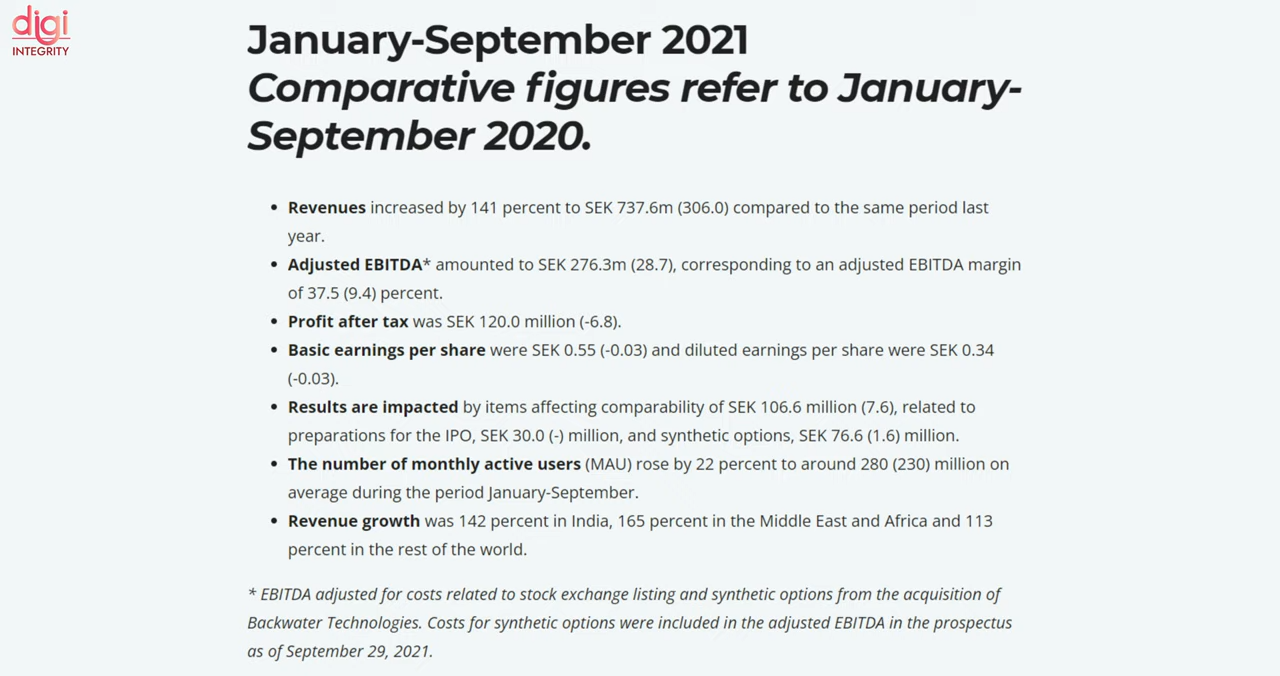 digi
INTEGRITY
January-September 2021
Comparative figures refer to January-
September 2020.
• Revenues increased by 141 percent to SEK 737.6m (306.0) compared to the same period last
year.
• Adjusted EBITDA* amounted to SEK 276.3m (28.7), corresponding to an adjusted EBITDA margin
of 37.5 (9.4) percent.
• Profit after tax was SEK 120.0 million (-6.8).
• Basic earnings per share were SEK 0.55 (-0.03) and diluted earnings per share were SEK 0.34
(-0.03).
• Results are impacted by items affecting comparability of SEK 106.6 million (7.6), related to
preparations for the IPO, SEK 30.0 (-) million, and synthetic options, SEK 76.6 (1.6) million.
• The number of monthly active users (MAU) rose by 22 percent to around 280 (230) million on
average during the period January-September.
• Revenue growth was 142 percent in India, 165 percent in the Middle East and Africa and 113
percent in the rest of the world.
* EBITDA adjusted for costs related to stock exchange listing and synthetic options from the acquisition of
Backwater Technologies. Costs for synthetic options were included in the adjusted EBITDA in the prospectus
as of September 29, 2021.